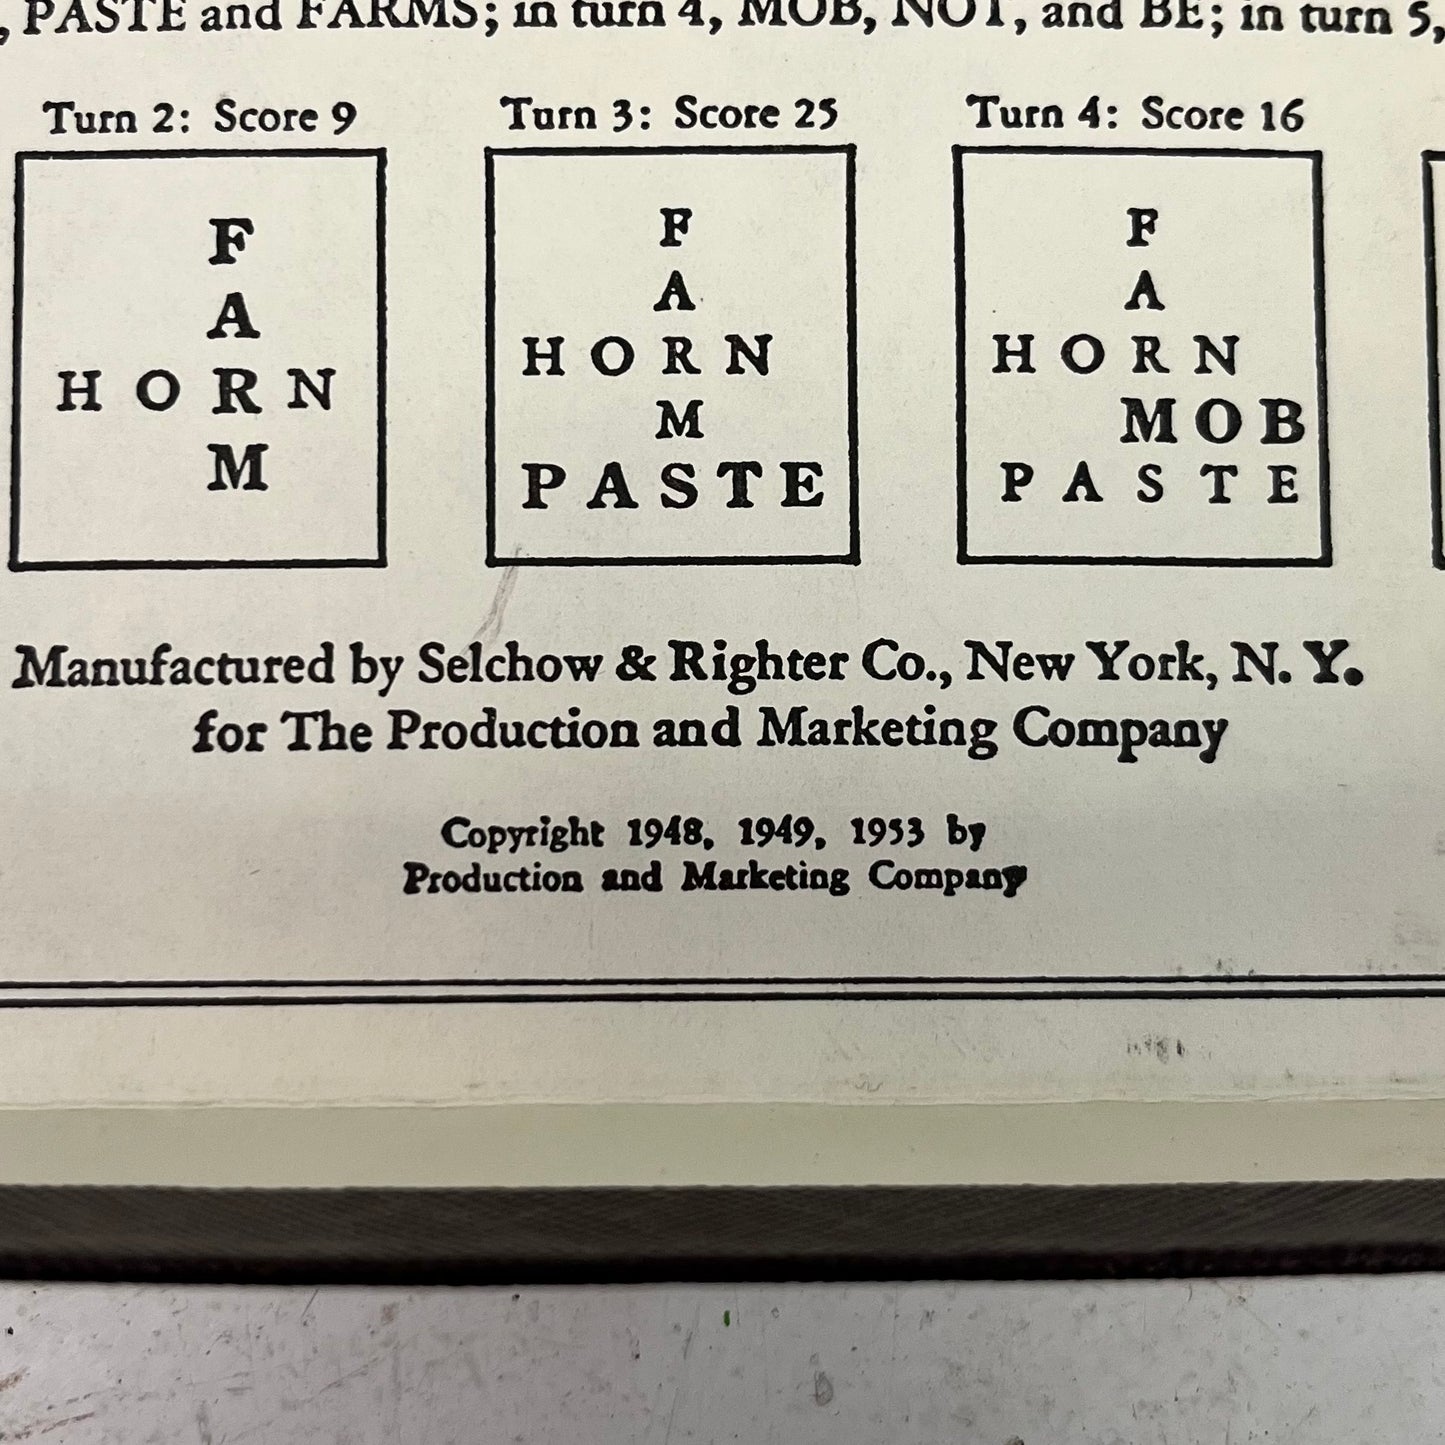 , PASTE and FARMS; in turn 4, MOB, NOT, and BE; in turn 5,
Turn 2: Score 9
F
A
HORN
M
Turn 3: Score 25
F
A
HORN
M
PASTE
Turn 4: Score 16
F
A
HORN
MOB
PASTE
Manufactured by Selchow & Righter Co., New York, N. Y.
for The Production and Marketing Company
Copyright 1948, 1949, 1953 by
Production and Marketing Company